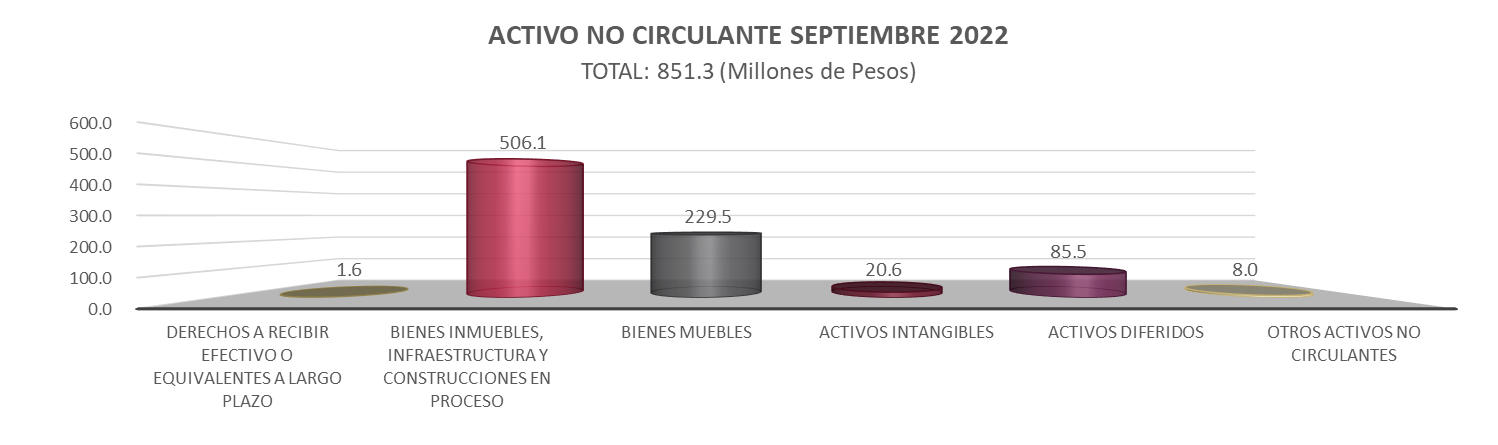 ACTIVO NO CIRCULANTE SEPTIEMBRE 2022
TOTAL: 851.3 (Millones de Pesos)
600.0
500.0
400.0
300.0
200.0
100.0
0.0
1.6
506.1
229.5
20.6
85.5
8.0
DERECHOS A RECIBIR
EFECTIVO O
EQUIVALENTES A LARGO
PLAZO
BIENES INMUEBLES,
INFRAESTRUCTURA Y
CONSTRUCCIONES EN
PROCESO
BIENES MUEBLES
ACTIVOS INTANGIBLES
ACTIVOS DIFERIDOS
OTROS ACTIVOS NO
CIRCULANTES